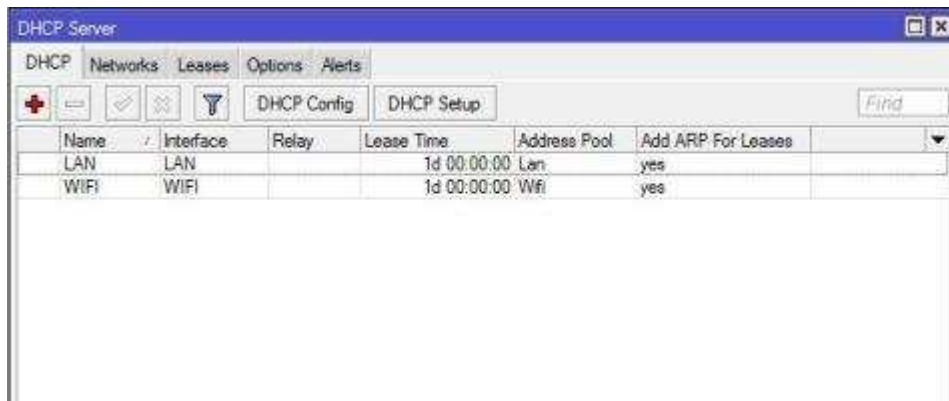 DHCP Server
DHCP Networks Leases Options Alerts
DHCP Config DHCP Setup Find
Name Interface Relay Lease Time Address Pool Add ARP For Leases
LAN LAN 1d 00:00:00 Lan yes
WIFI WIFI 1d 00:00:00 Wifi yes